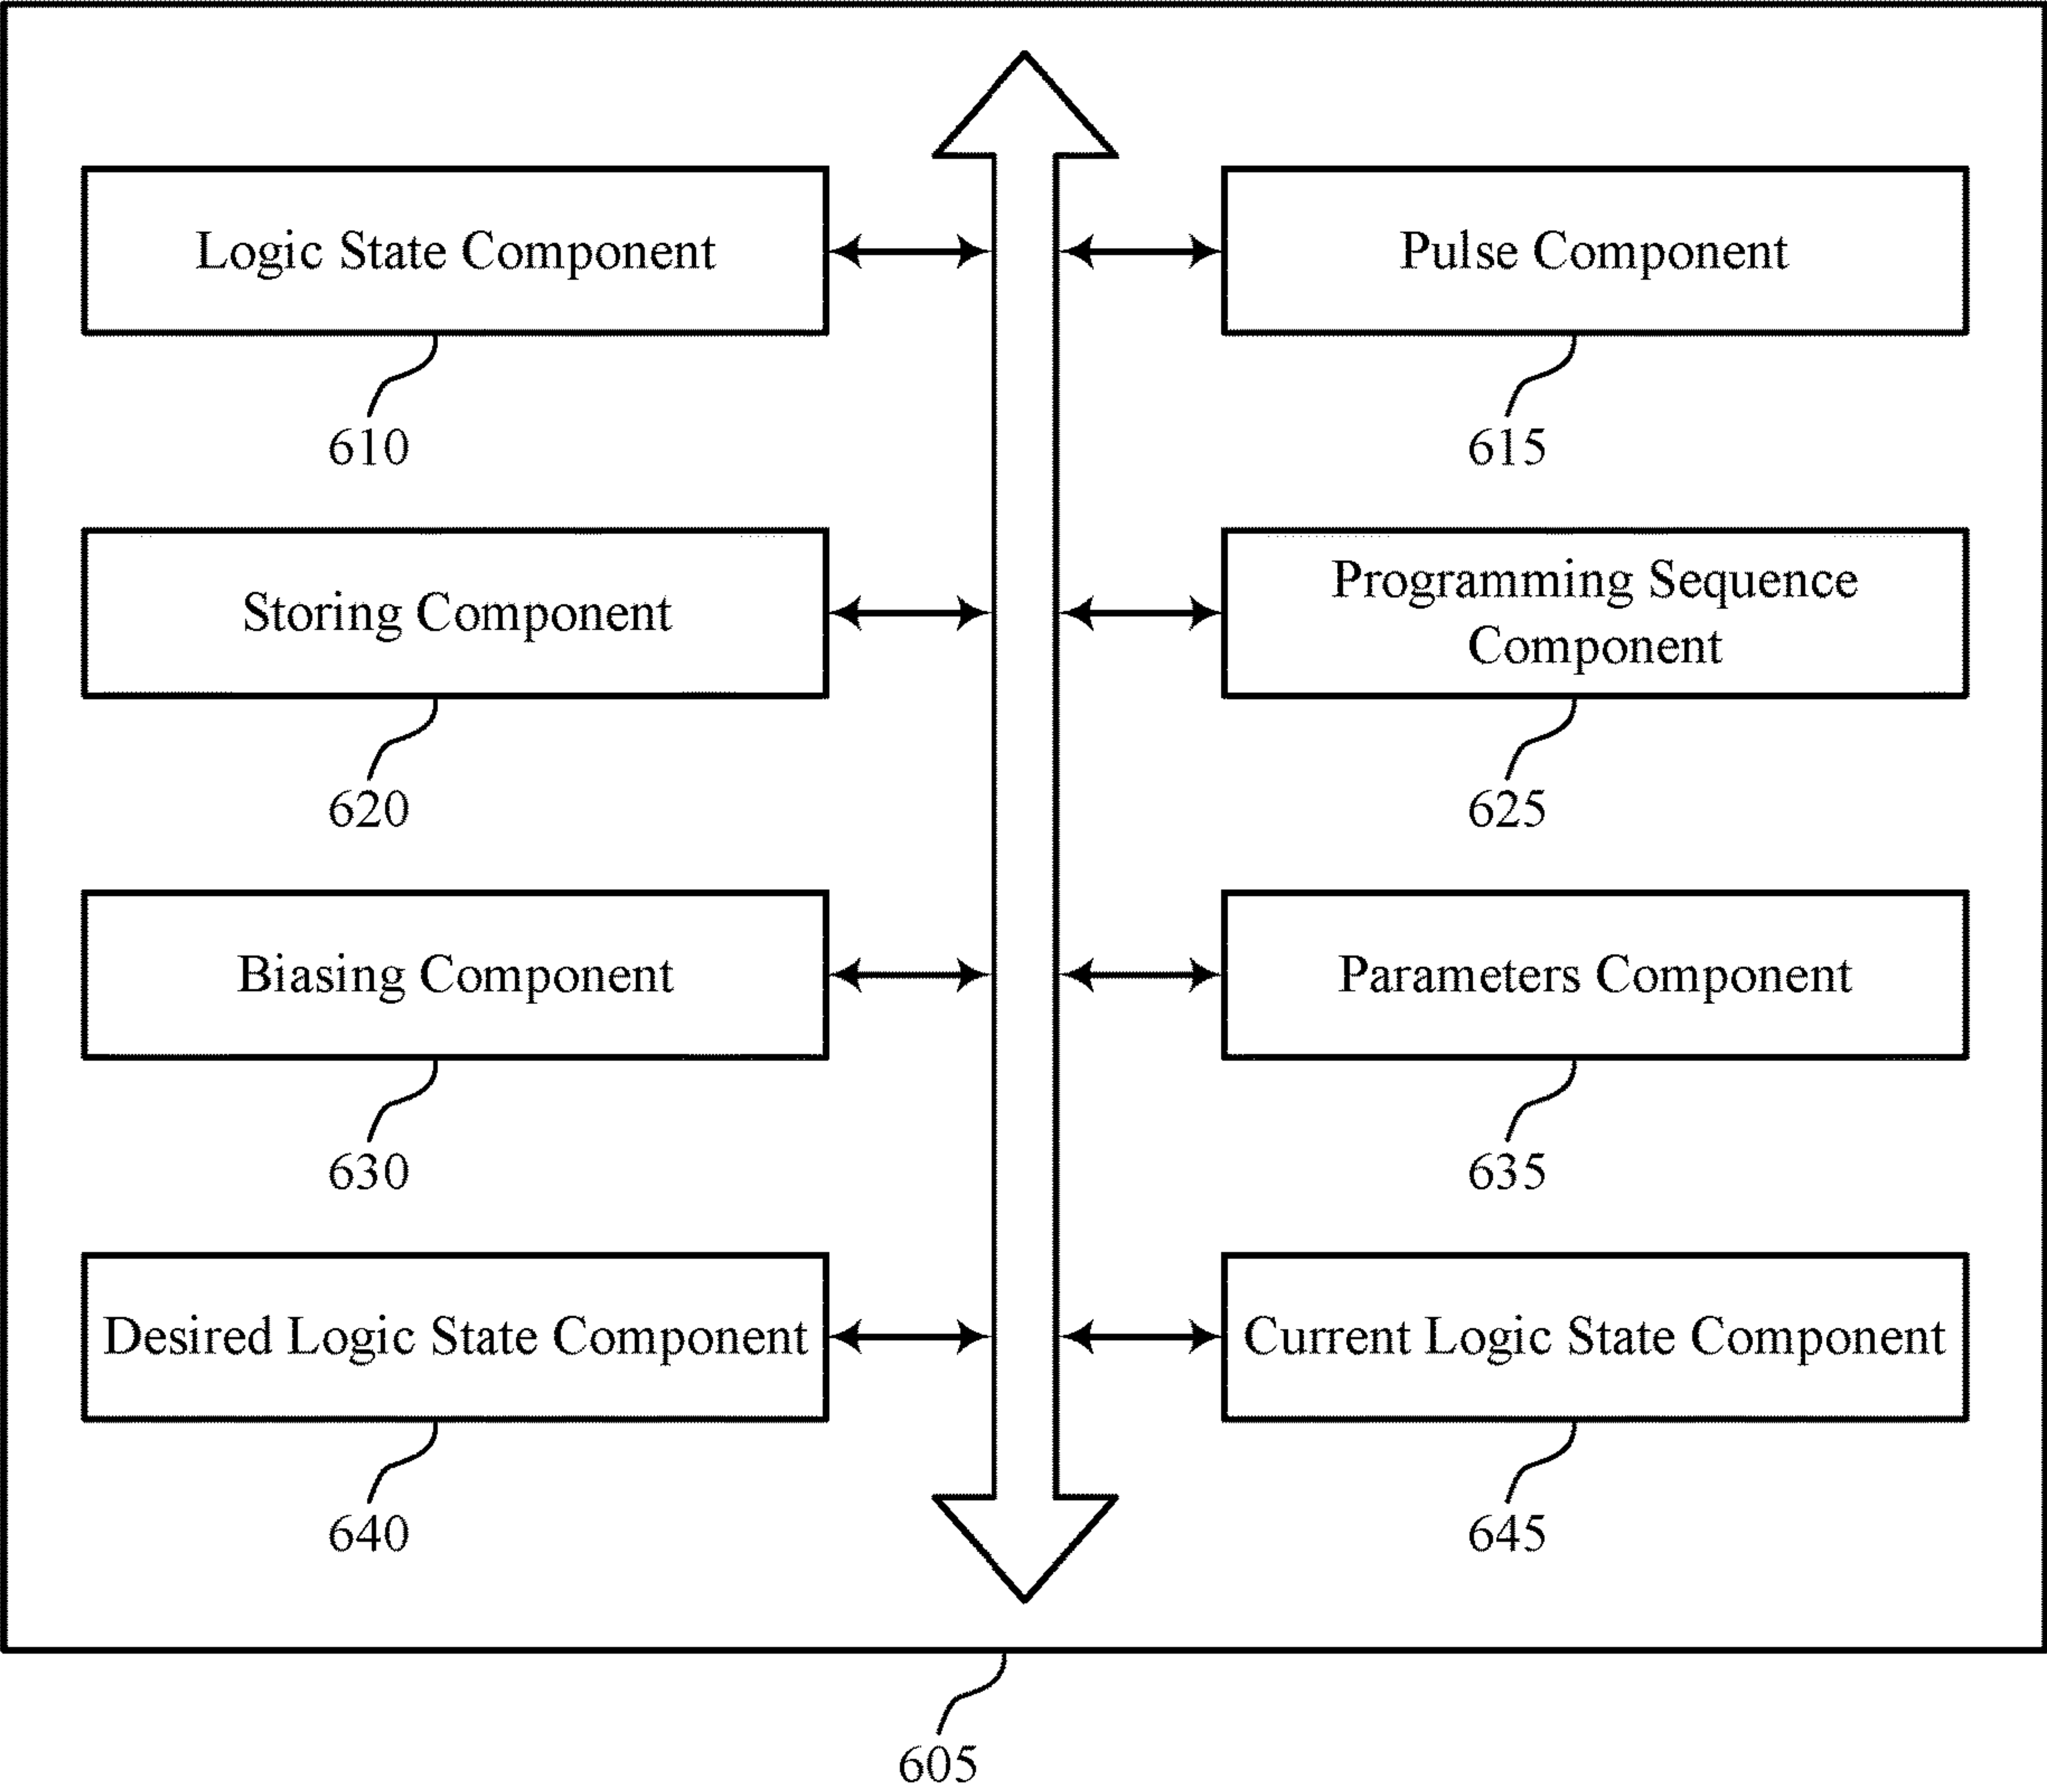 Logic State Component
Pulse Component
610
615
Storing Component
Programming Sequence
Component
620
625
Biasing Component
Parameters Component
630
635
Desired Logic State Component
Current Logic State Component
640
645
605